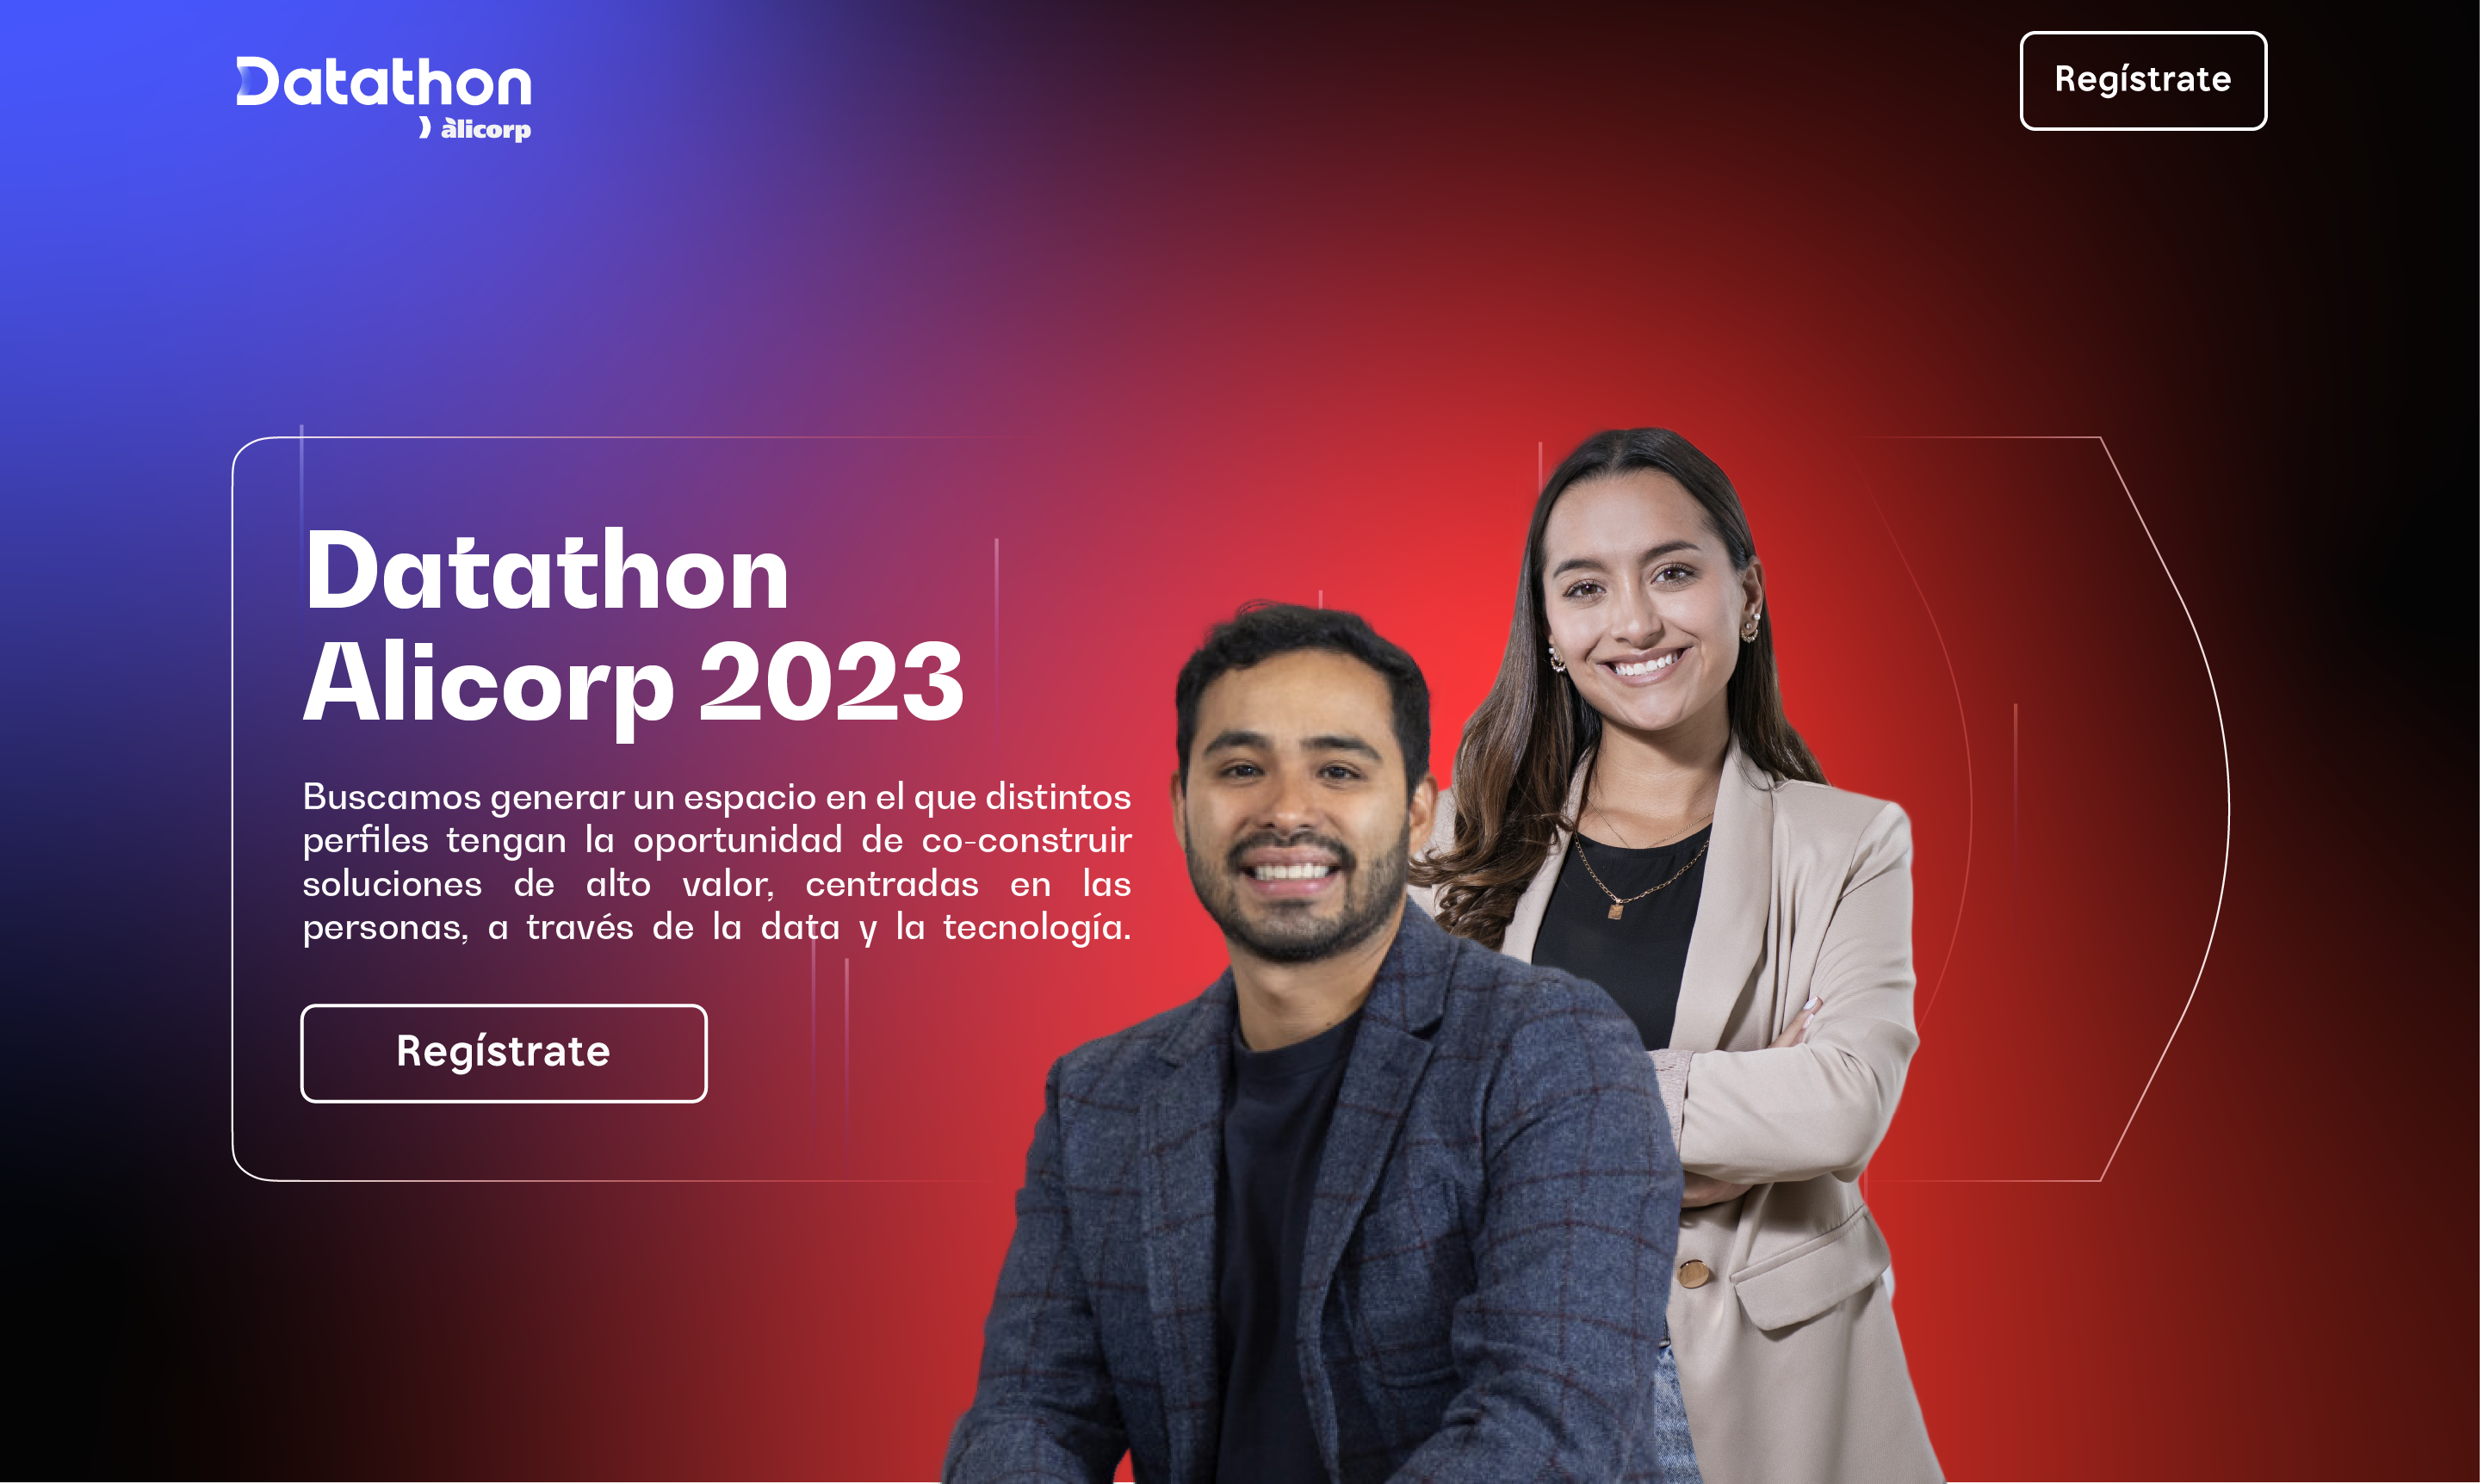 Datathon
àlicorp
Regístrate
Datathon
Alicorp 2023
Buscamos generar un espacio en el que distintos
perfiles tengan la oportunidad de co-construir
soluciones de alto valor, centradas en las
personas, a través de la data y la tecnología.
Regístrate